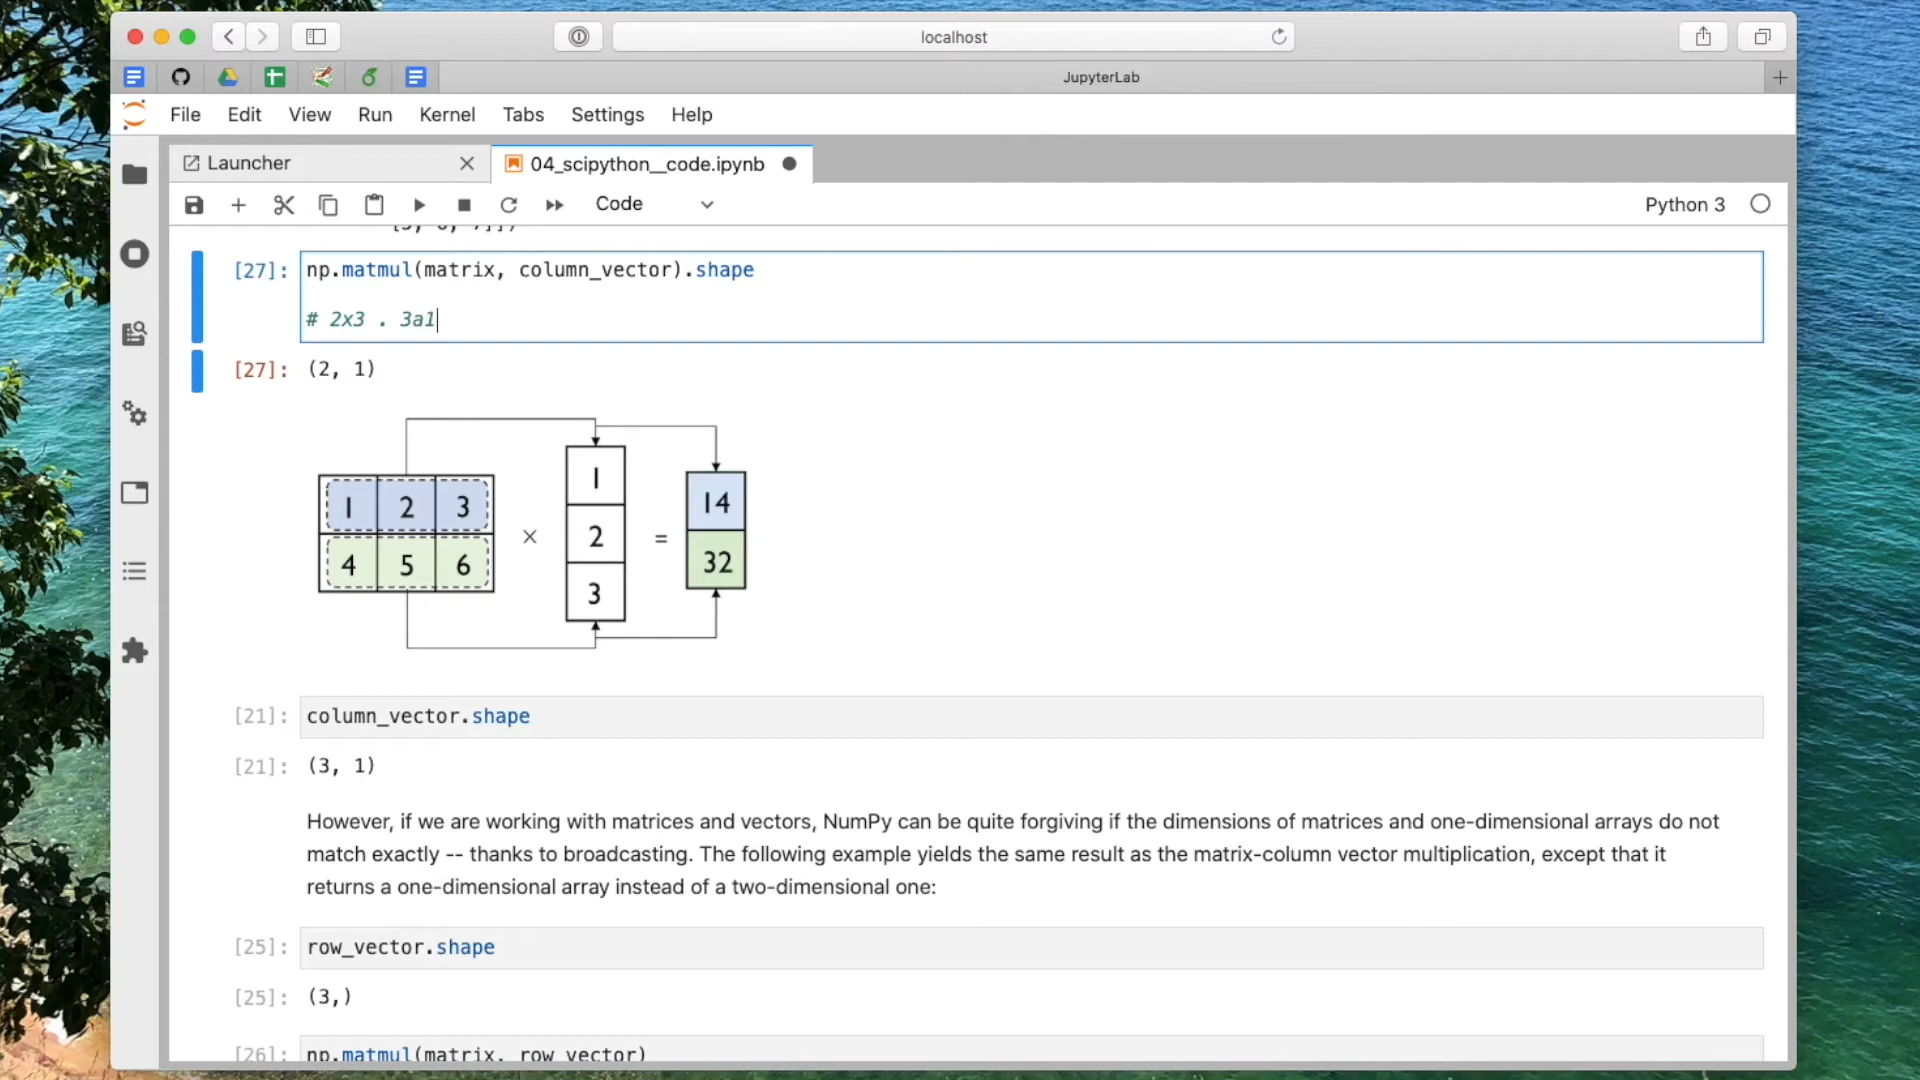 localhost
JupyterLab
File Edit View Run Kernel Tabs Settings Help
Launcher
04_scipython__code.ipynb
Code
Python 3
[27]: np.matmul(matrix, column_vector).shape
# 2x3 . 3a1
[27]: (2, 1)
1 2 3
4 5 6
×
1
2
3
=
14
32
[21]: column_vector.shape
[21]: (3, 1)
However, if we are working with matrices and vectors, NumPy can be quite forgiving if the dimensions of matrices and one-dimensional arrays do not
match exactly -- thanks to broadcasting. The following example yields the same result as the matrix-column vector multiplication, except that it
returns a one-dimensional array instead of a two-dimensional one:
[25]: row_vector.shape
[25]: (3,)
[26]: np.matmul(matrix, row_vector)